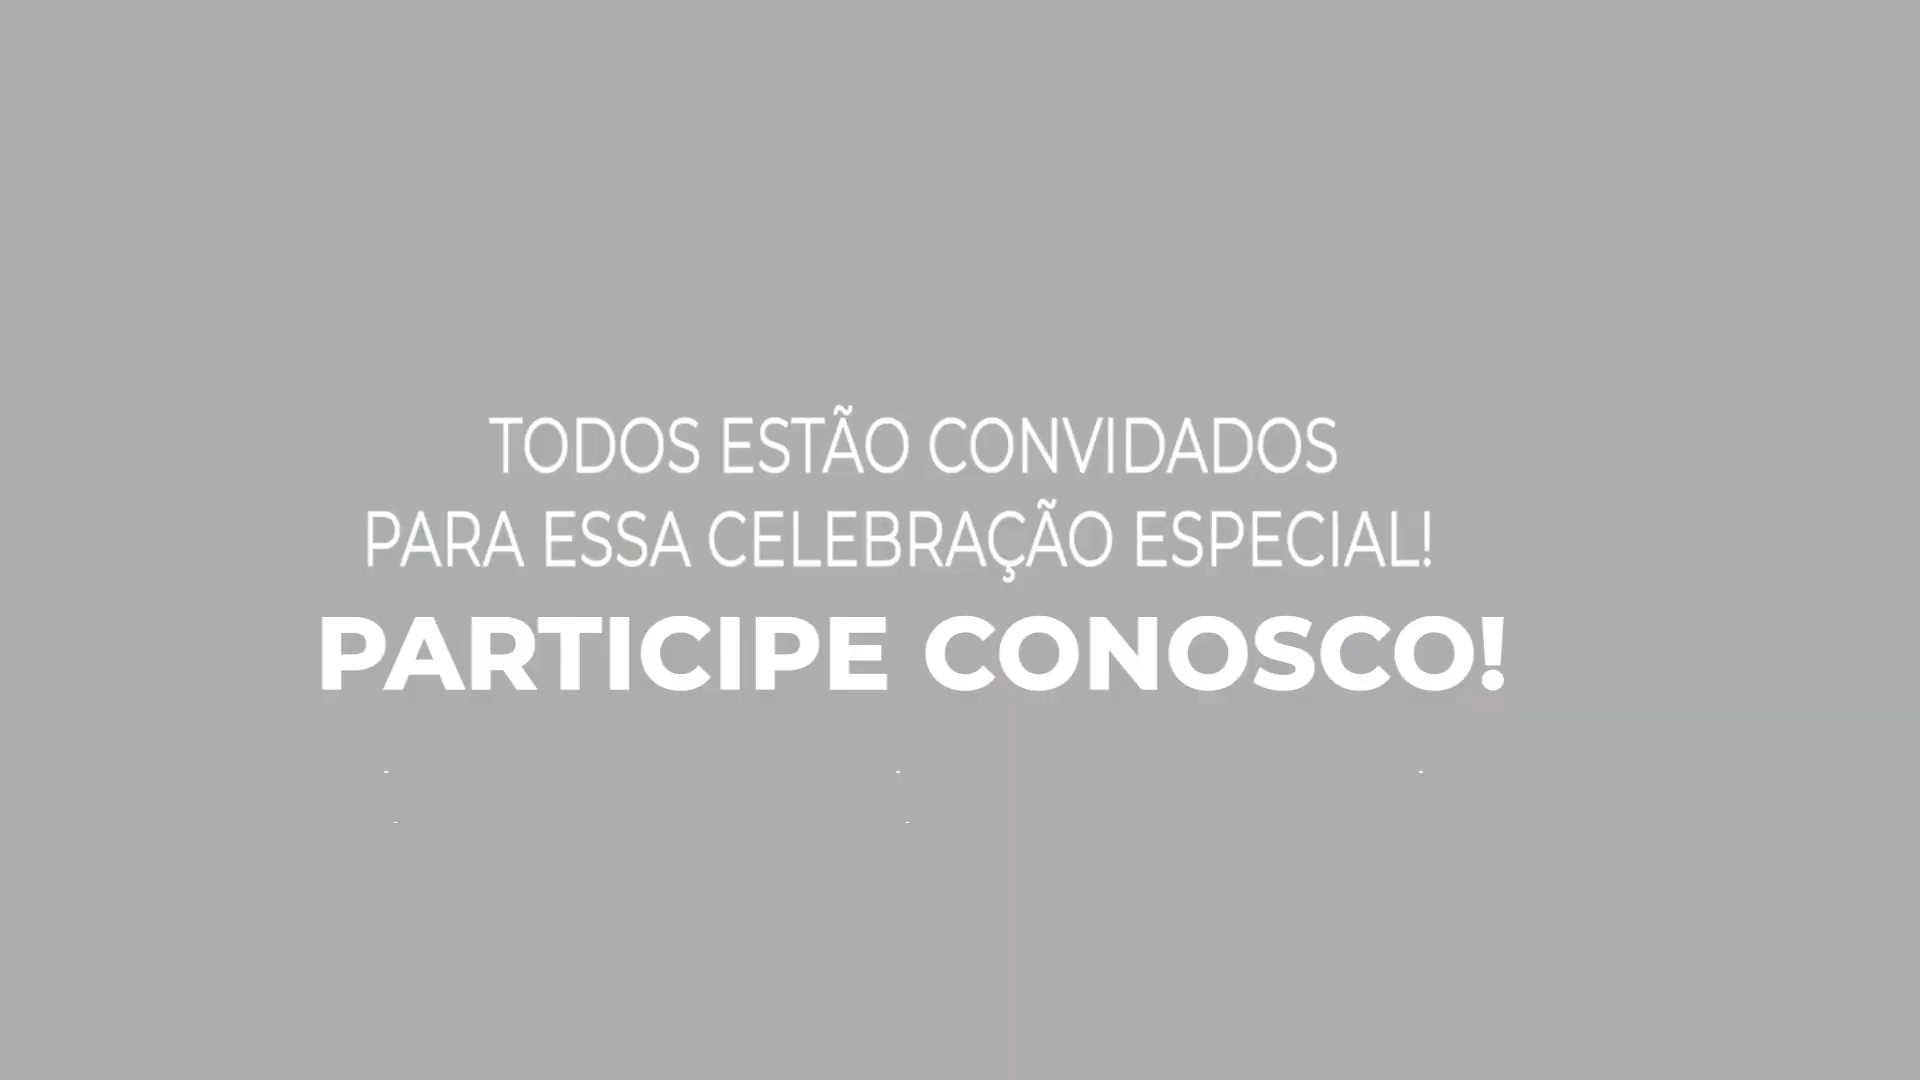 TODOS ESTÃO CONVIDADOS
PARA ESSA CELEBRAÇÃO ESPECIAL!
PARTICIPE CONOSCO!